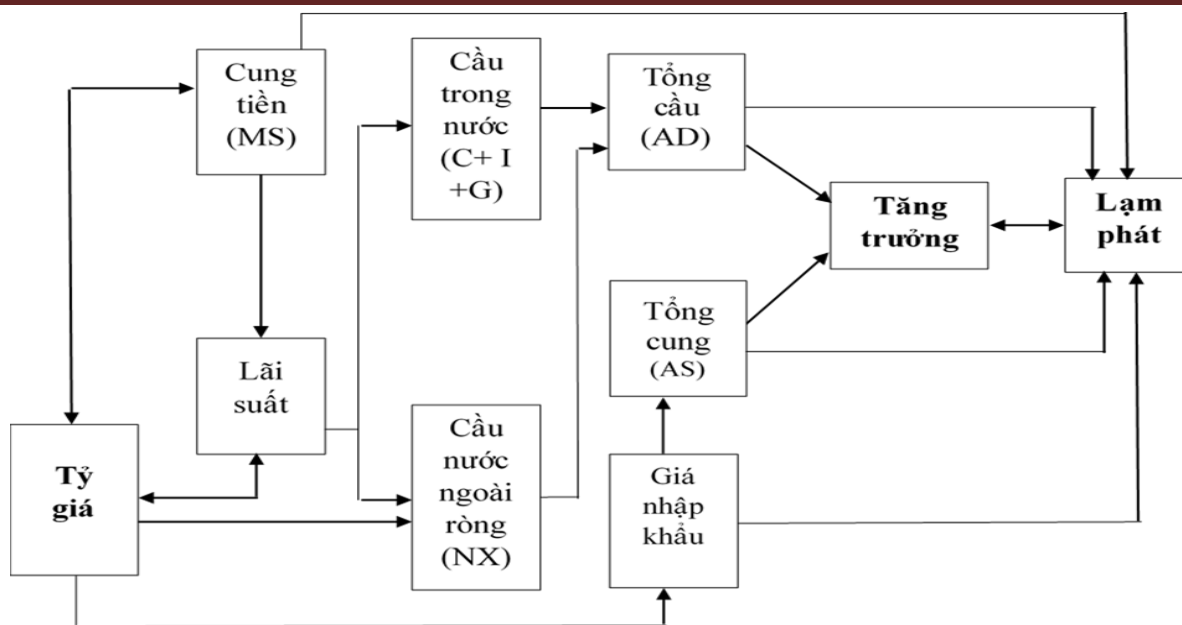 Cung
tiền
(MS)
Cầu
trong
nước
(C+ I
+G)
Tổng
cầu
(AD)
Tăng
trưởng
Lạm
phát
Tổng
cung
(AS)
Lãi
suất
Tỷ
giá
Cầu
nước
ngoài
ròng
(NX)
Giá
nhập
khẩu